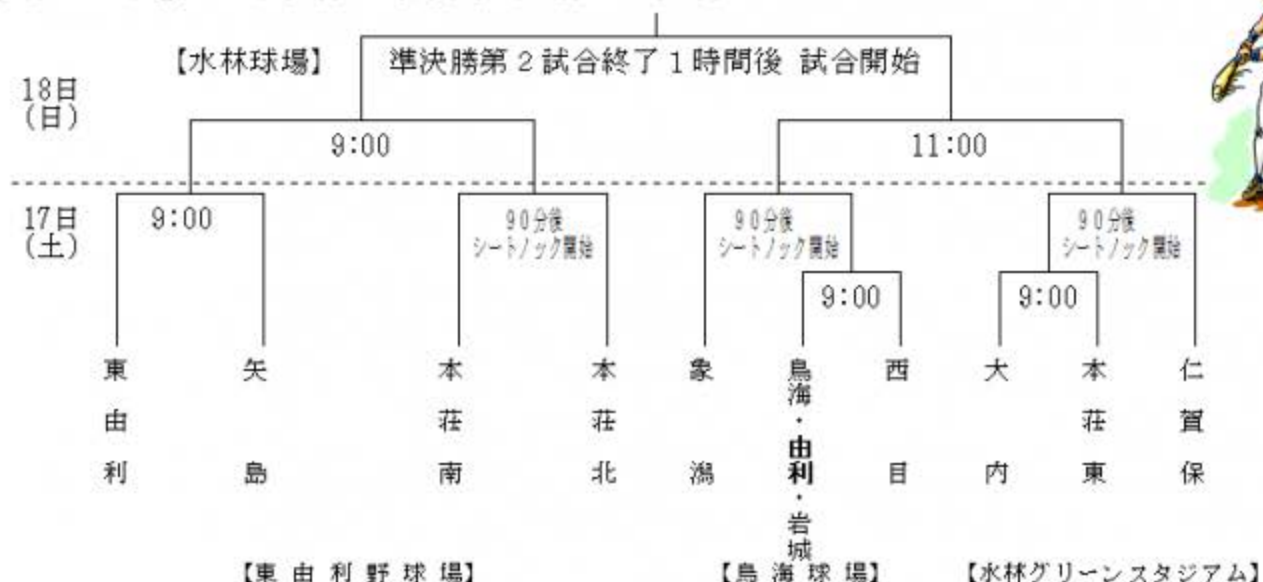 【水林球場】 準決勝第2試合終了1時間後 試合開始
18日
(日)
9:00
11:00
17日
(土)
9:00
90分後
シートノック開始
90分後
シートノック開始
90分後
シートノック開始
9:00
9:00
東由利
矢島
本荘南
本荘北
象潟
鳥海・由利・岩城
西目
大内
本荘東
仁賀保
【東由利野球場】
【鳥海球場】
【水林グリーンスタジアム】